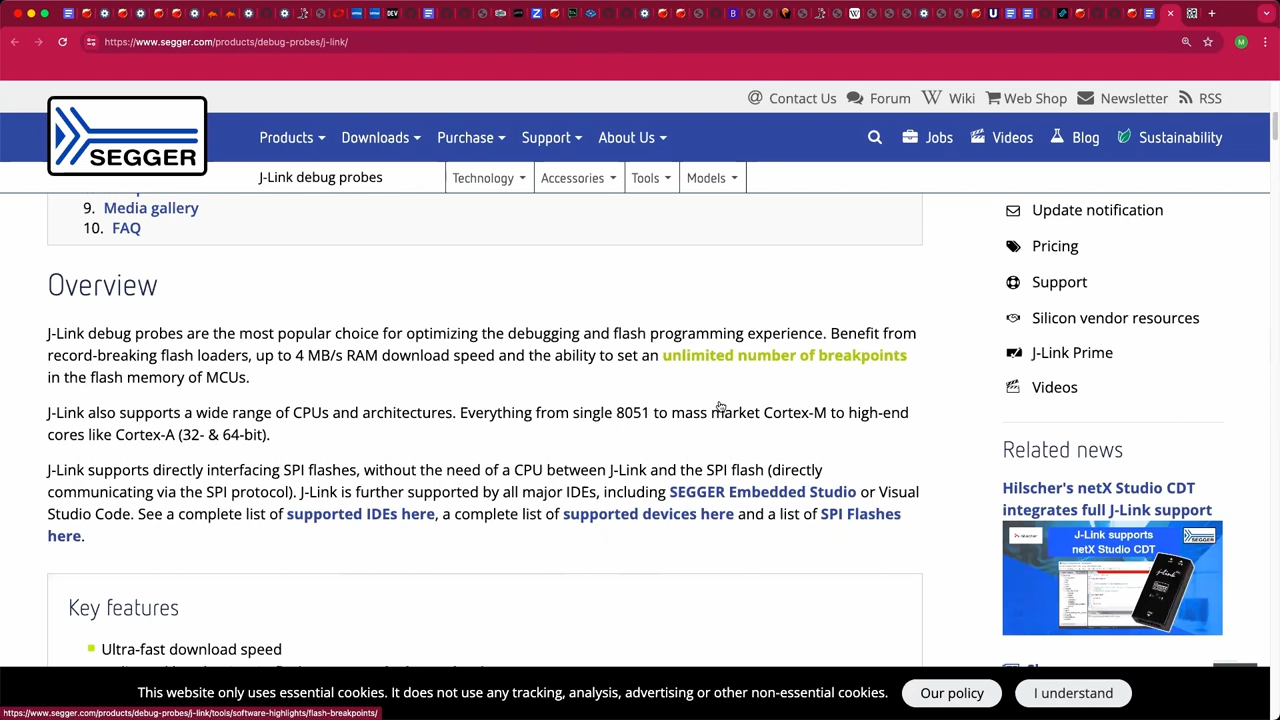 https://www.segger.com/products/debug-probes/j-link/
M
Contact Us
Forum
Wiki
Web Shop
Newsletter
RSS
SEGGER
Products
Downloads
Purchase
Support
About Us
Jobs
Videos
Blog
Sustainability
J-Link debug probes
Technology
Accessories
Tools
Models
9. Media gallery
10. FAQ
Overview
J-Link debug probes are the most popular choice for optimizing the debugging and flash programming experience. Benefit from
record-breaking flash loaders, up to 4 MB/s RAM download speed and the ability to set an unlimited number of breakpoints
in the flash memory of MCUs.
J-Link also supports a wide range of CPUs and architectures. Everything from single 8051 to mass market Cortex-M to high-end
cores like Cortex-A (32- & 64-bit).
J-Link supports directly interfacing SPI flashes, without the need of a CPU between J-Link and the SPI flash (directly
communicating via the SPI protocol). J-Link is further supported by all major IDEs, including SEGGER Embedded Studio or Visual
Studio Code. See a complete list of supported IDEs here, a complete list of supported devices here and a list of SPI Flashes
here.
Key features
Ultra-fast download speed
Update notification
Pricing
Support
Silicon vendor resources
J-Link Prime
Videos
Related news
Hilscher's netX Studio CDT
integrates full J-Link support
J-Link supports
netX Studio CDT
SEGGER
J-Link
This website only uses essential cookies. It does not use any tracking, analysis, advertising or other non-essential cookies.
Our policy
I understand
https://www.segger.com/products/debug-probes/j-link/tools/software-highlights/flash-breakpoints/